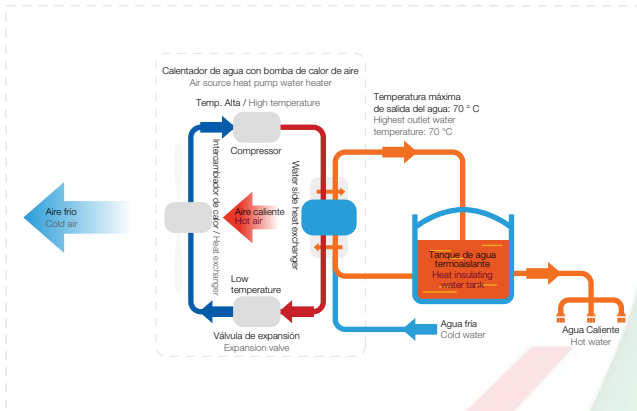 Calentador de agua con bomba de calor de aire
Air source heat pump water heater
Temp. Alta / High temperature
Compressor
Temperatura máxima
de salida del agua: 70 ° C
Highest outlet water
temperature: 70 °C
Intercambiador de calor / Heat exchanger
Water side heat exchanger
Aire frío
Cold air
Aire caliente
Hot air
Low
temperature
Válvula de expansión
Expansion valve
Tanque de agua
termoaislante
Heat insulating
water tank
Agua fría
Cold water
Agua Caliente
Hot water